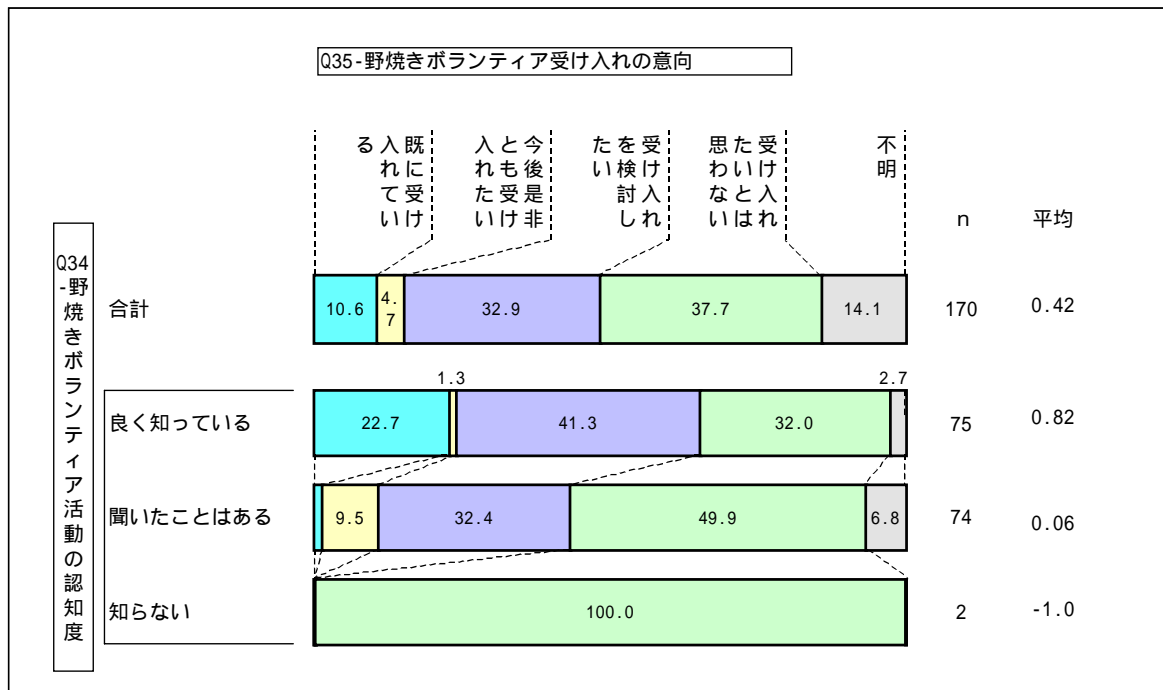 Q35-野焼きボランティア受け入れの意向
既に受け入れている
今後是非とも受け入れたい
受け入れを検討したい
受け入れたいとは思わない
不明
n
平均
Q34-野焼きボランティア活動の認知度
合計
10.6
4.7
32.9
37.7
14.1
170
0.42
1.3
2.7
良く知っている
22.7
41.3
32.0
75
0.82
聞いたことはある
9.5
32.4
49.9
6.8
74
0.06
知らない
100.0
2
-1.0